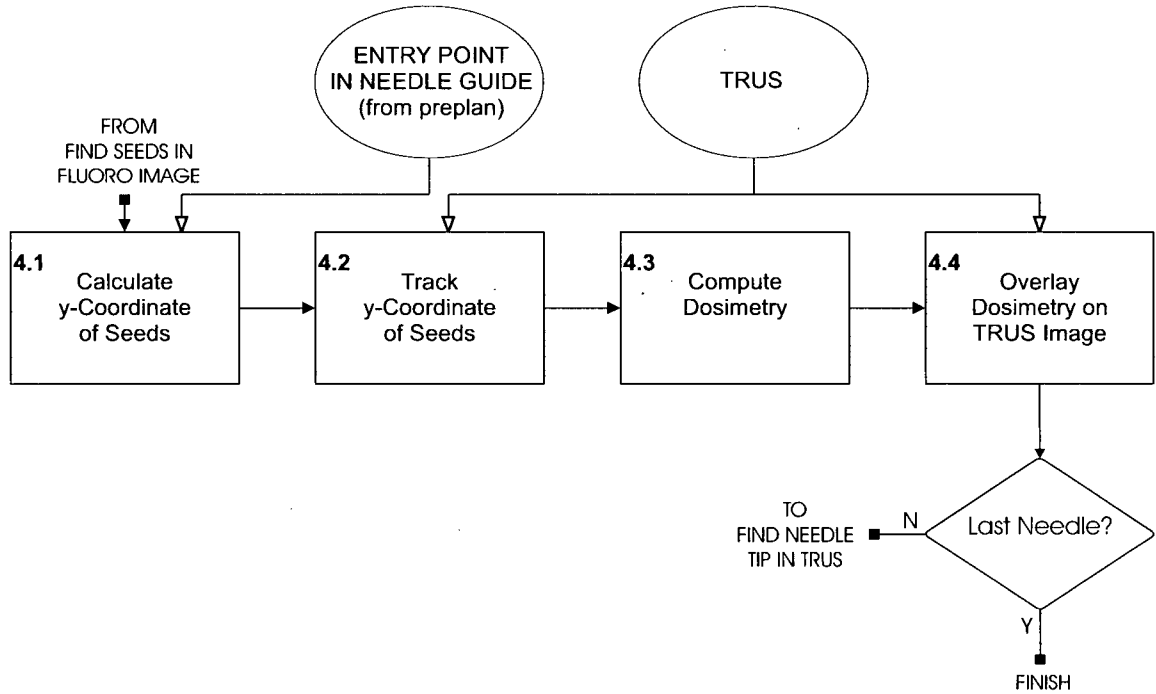 ENTRY POINT
IN NEEDLE GUIDE
(from preplan)
TRUS
FROM
FIND SEEDS IN
FLUORO IMAGE
4.1
Calculate
y-Coordinate
of Seeds
4.2
Track
y-Coordinate
of Seeds
4.3
Compute
Dosimetry
4.4
Overlay
Dosimetry on
TRUS Image
Last Needle?
N
TO
FIND NEEDLE
TIP IN TRUS
Y
FINISH